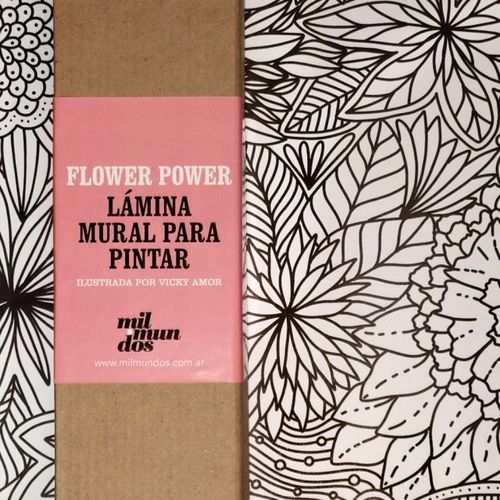 FLOWER POWER
LÁMINA
MURAL PARA
PINTAR
ILUSTRADA POR VICKY AMOR
mil
mun
dos
www.milmundos.com.ar